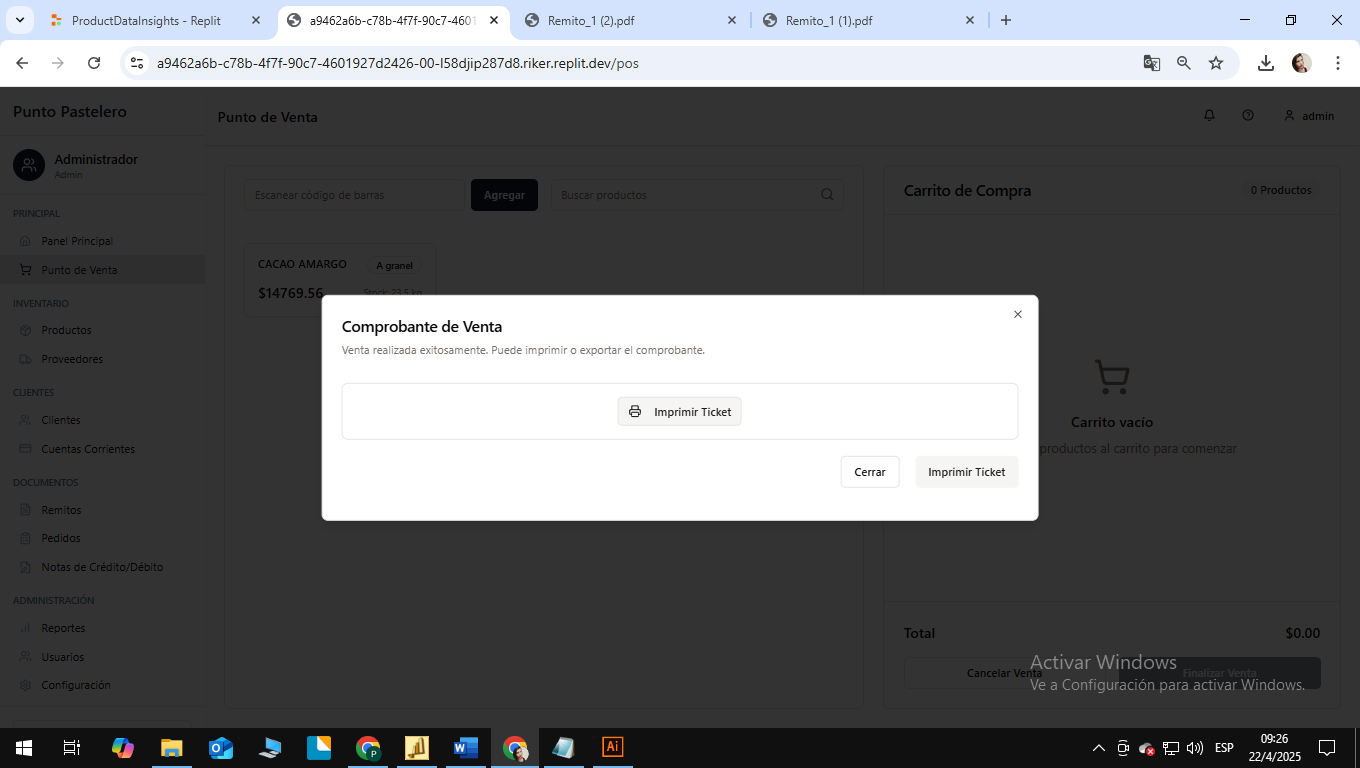 ProductDataInsights - Replit
a9462a6b-c78b-4f7f-90c7-4601
Remito_1 (2).pdf
Remito_1 (1).pdf
a9462a6b-c78b-4f7f-90c7-4601927d2426-00-l58djip287d8.riker.replit.dev/pos
Punto Pastelero
Punto de Venta
admin
Administrador
Admin
Escanear código de barras
Agregar
Buscar productos
Carrito de Compra
0 Productos
PRINCIPAL
Panel Principal
Punto de Venta
CACAO AMARGO
A granel
$14769.56
Stock: 23.5 kg
INVENTARIO
Productos
Proveedores
CLIENTES
Clientes
Cuentas Corrientes
DOCUMENTOS
Remitos
Pedidos
Notas de Crédito/Débito
ADMINISTRACIÓN
Reportes
Usuarios
Configuración
Comprobante de Venta
Venta realizada exitosamente. Puede imprimir o exportar el comprobante.
Imprimir Ticket
Cerrar
Imprimir Ticket
Carrito vacío
productos al carrito para comenzar
Total
$0.00
Cancelar Venta
Finalizar Venta
Activar Windows
Ve a Configuración para activar Windows.
P
W
Ai
ESP
09:26
22/4/2025